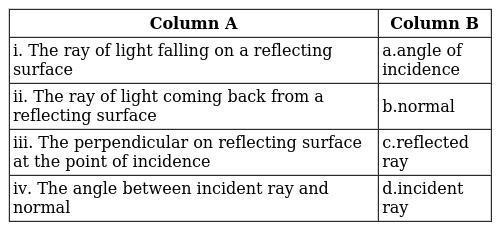 Column A Column B
i. The ray of light falling on a reflecting
surface
a.angle of
incidence
ii. The ray of light coming back from a
reflecting surface
b.normal
iii. The perpendicular on reflecting surface
at the point of incidence
c.reflected
ray
iv. The angle between incident ray and
normal
d.incident
ray